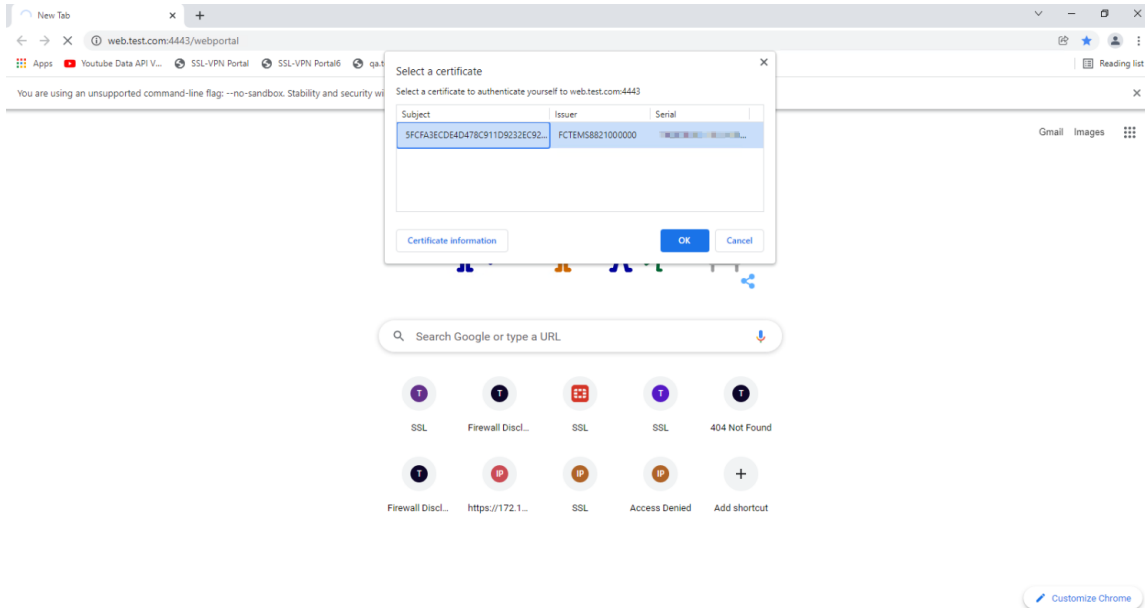 New Tab
web.test.com:4443/webportal
Apps Youtube Data API V... SSL-VPN Portal SSL-VPN Portal6 qa.t Reading list
You are using an unsupported command-line flag: --no-sandbox. Stability and security wi
Select a certificate
Select a certificate to authenticate yourself to web.test.com:4443
Subject Issuer Serial
5FCFA3ECDE4D478C911D9232EC92... FCTEMS8821000000
Certificate information OK Cancel
Gmail Images
Search Google or type a URL
T T T T
SSL Firewall Discl... SSL SSL 404 Not Found
T IP IP IP
Firewall Discl... https://172.1... SSL Access Denied Add shortcut
Customize Chrome